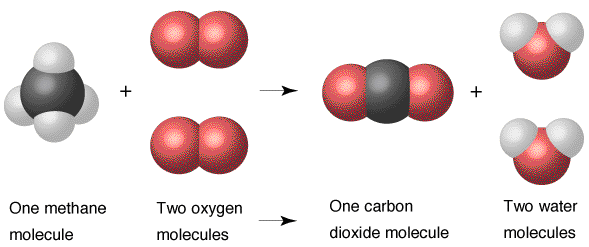 + +
One methane Two oxygen One carbon Two water
molecule molecules dioxide molecule molecules